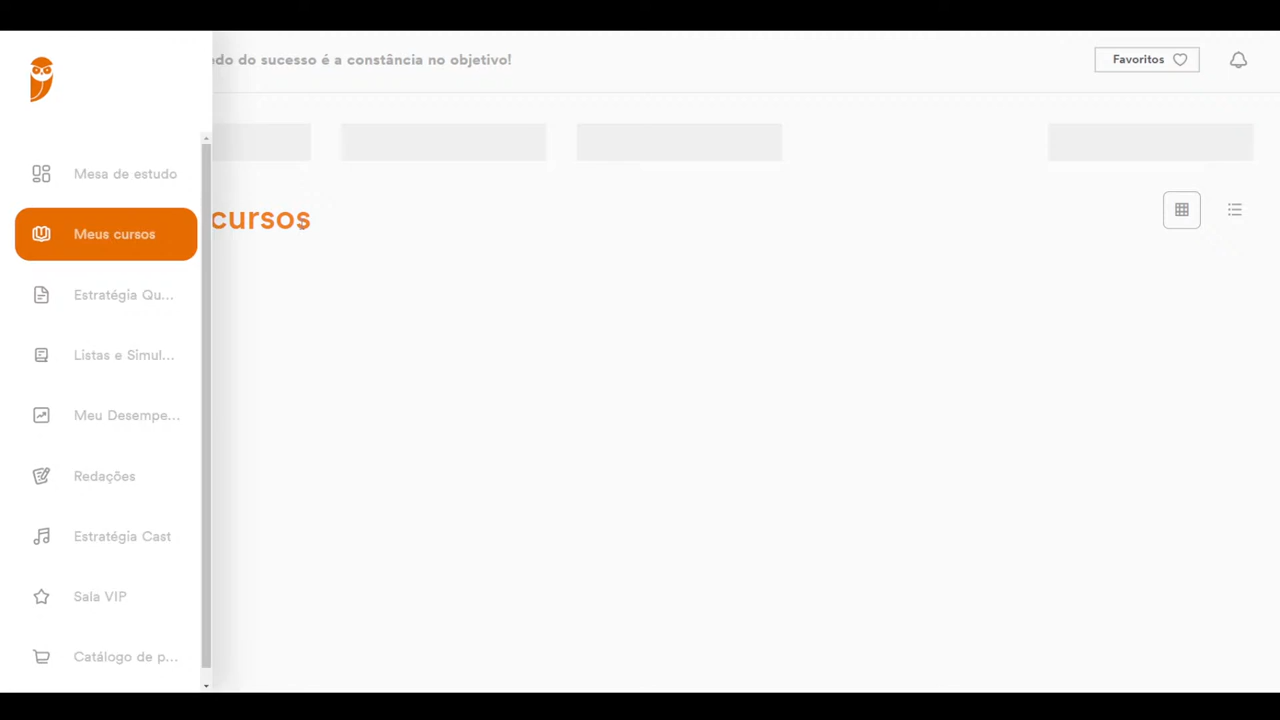 do do sucesso é a constância no objetivo!
Favoritos
Mesa de estudo
Meus cursos
cursos
Estratégia Qu...
Listas e Simul...
Meu Desempe...
Redações
Estratégia Cast
Sala VIP
Catálogo de p...